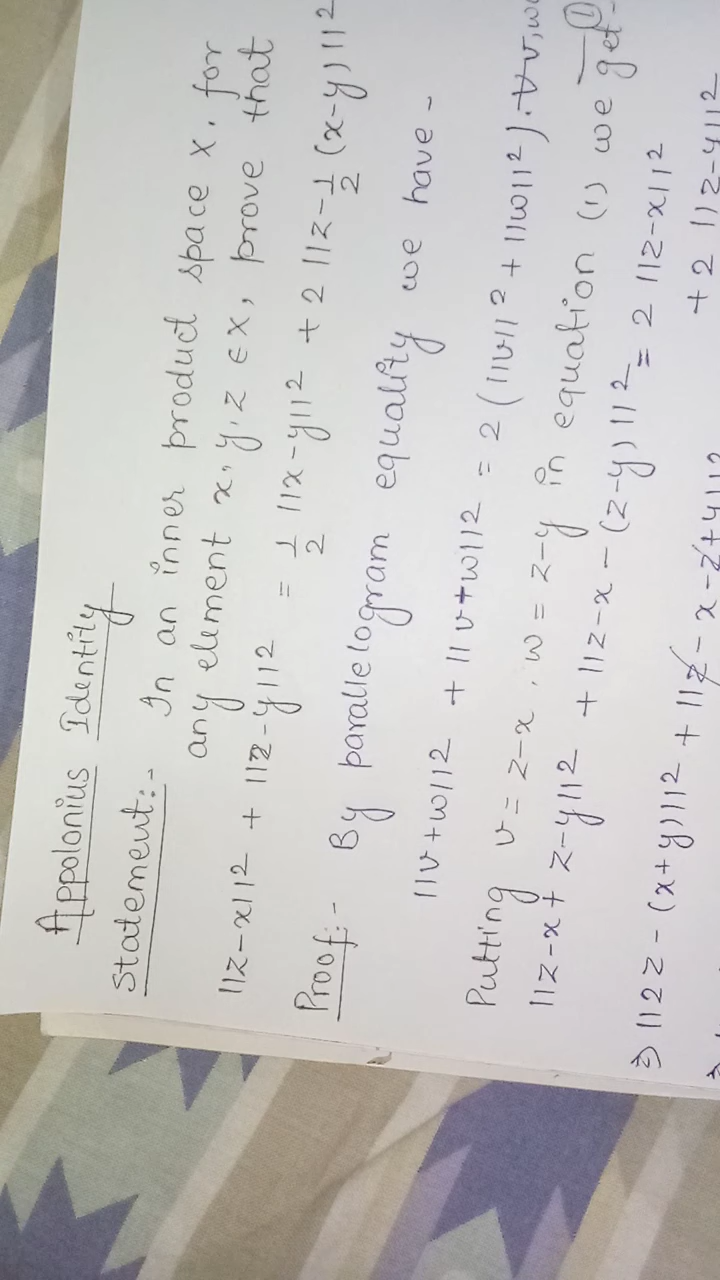 Appolonius Identity
Statement:- In an inner product space X, for
any element x, y, z ∈ X, prove that
||z-x||² + ||z-y||² = 1/2 ||x-y||² + 2 ||z-1/2 (x-y)||²
Proof:- By parallelogram equality we have -
||v+w||² + ||v+w||² = 2 (||v||² + ||w||²). ∀ v, w
①
Putting v = z-x, w = z-y in equation (1) we get-
||z-x+z-y||² + ||z-x-(z-y)||² = 2 ||z-x||²
+ 2 ||z-y||²
⇒ ||2z-(x+y)||² + ||z-x-z+y||²